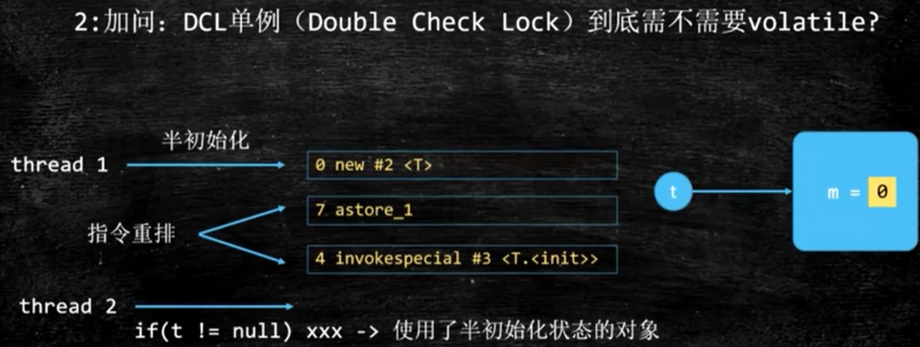 2:加问：DCL单例（Double Check Lock）到底需不需要volatile?
半初始化
thread 1
0 new #2 <T>
7 astore_1
t
m = 0
指令重排
4 invokespecial #3 <T.<init>>
thread 2
if(t != null) xxx -> 使用了半初始化状态的对象